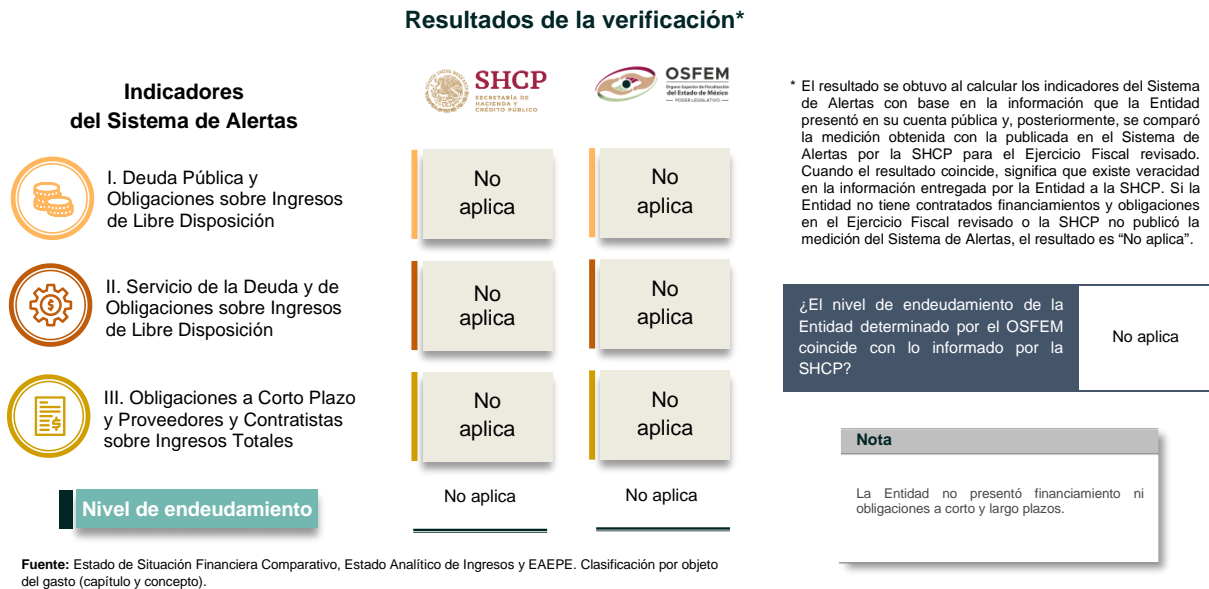 Resultados de la verificación*
Indicadores
del Sistema de Alertas
SHCP
SECRETARÍA DE
HACIENDA Y
CRÉDITO PÚBLICO
OSFEM
Órgano Superior de Fiscalización
del Estado de México
PODER LEGISLATIVO
I. Deuda Pública y
Obligaciones sobre Ingresos
de Libre Disposición
No
aplica
No
aplica
II. Servicio de la Deuda y de
Obligaciones sobre Ingresos
de Libre Disposición
No
aplica
No
aplica
III. Obligaciones a Corto Plazo
y Proveedores y Contratistas
sobre Ingresos Totales
No
aplica
No
aplica
Nivel de endeudamiento
No aplica
No aplica
* El resultado se obtuvo al calcular los indicadores del Sistema
de Alertas con base en la información que la Entidad
presentó en su cuenta pública y, posteriormente, se comparó
la medición obtenida con la publicada en el Sistema de
Alertas por la SHCP para el Ejercicio Fiscal revisado.
Cuando el resultado coincide, significa que existe veracidad
en la información entregada por la Entidad a la SHCP. Si la
Entidad no tiene contratados financiamientos y obligaciones
en el Ejercicio Fiscal revisado o la SHCP no publicó la
medición del Sistema de Alertas, el resultado es “No aplica”.
¿El nivel de endeudamiento de la
Entidad determinado por el OSFEM
coincide con lo informado por la
SHCP?
No aplica
Nota
La Entidad no presentó financiamiento ni
obligaciones a corto y largo plazos.
Fuente: Estado de Situación Financiera Comparativo, Estado Analítico de Ingresos y EAEPE. Clasificación por objeto
del gasto (capítulo y concepto).